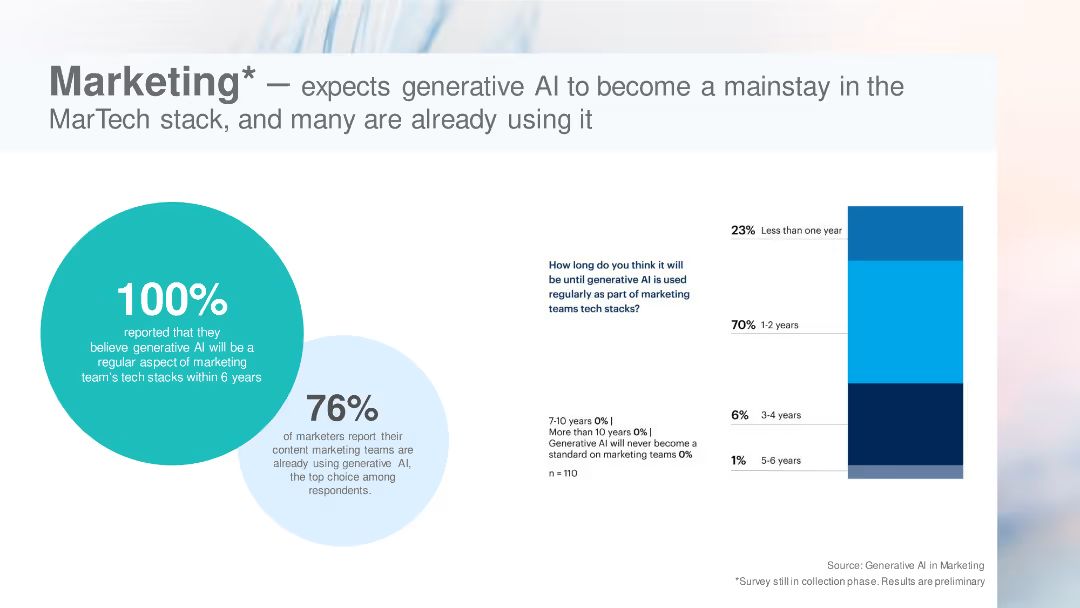 Marketing* — expects generative AI to become a mainstay in the
MarTech stack, and many are already using it
100%
reported that they
believe generative AI will be a
regular aspect of marketing
team's tech stacks within 6 years
76%
of marketers report their
content marketing teams are
already using generative AI,
the top choice among
respondents.
How long do you think it will
be until generative AI is used
regularly as part of marketing
teams tech stacks?
7-10 years 0% |
More than 10 years 0% |
Generative AI will never become a
standard on marketing teams 0%
n = 110
23% Less than one year
70% 1-2 years
6% 3-4 years
1% 5-6 years
Source: Generative AI in Marketing
*Survey still in collection phase. Results are preliminary